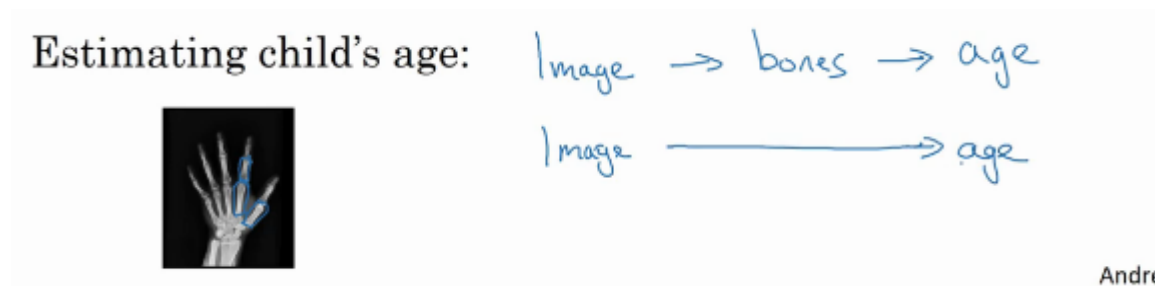 Estimating child's age:
Image → bones → age
Image → age
Andre